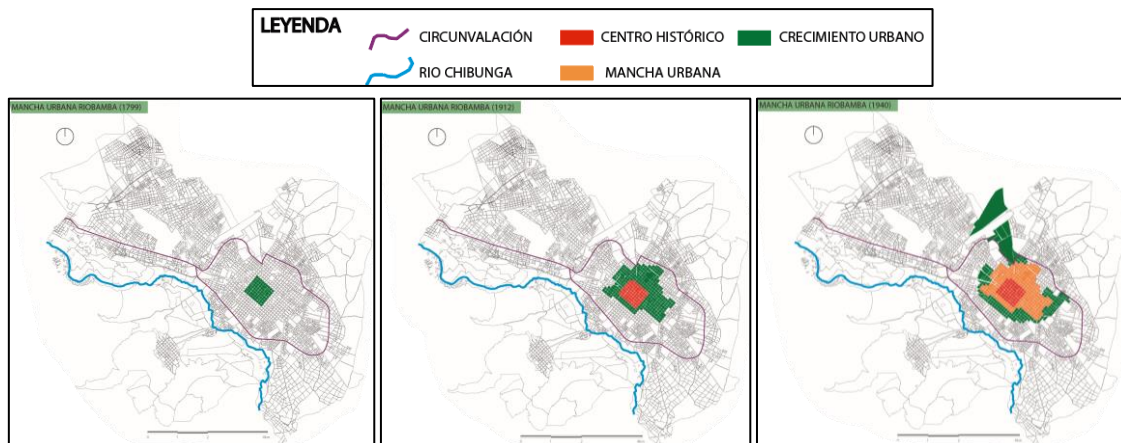 LEYENDA
CIRCUNVALACIÓN
CENTRO HISTÓRICO
CRECIMIENTO URBANO
RIO CHIBUNGA
MANCHA URBANA
MANCHA URBANA RIOBAMBA (1799)
MANCHA URBANA RIOBAMBA (1912)
MANCHA URBANA RIOBAMBA (1940)